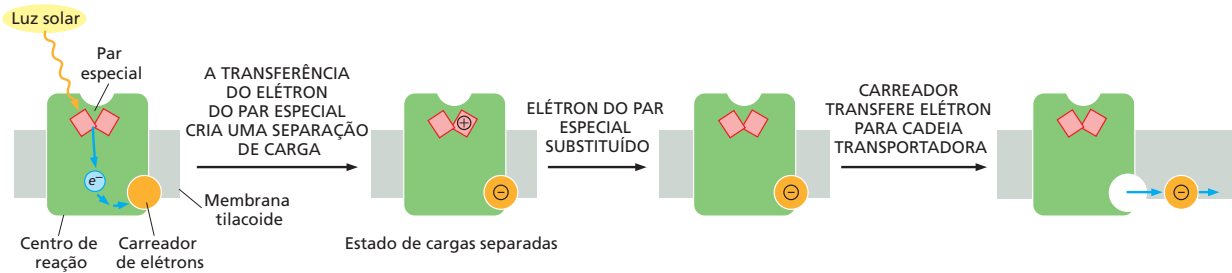 Luz solar
Par
especial
e⁻
Centro de
reação
Carreador
de elétrons
Membrana
tilacoide
A TRANSFERÊNCIA
DO ELÉTRON
DO PAR ESPECIAL
CRIA UMA SEPARAÇÃO
DE CARGA
+
−
Estado de cargas separadas
ELÉTRON DO PAR
ESPECIAL
SUBSTITUÍDO
−
CARREADOR
TRANSFERE ELÉTRON
PARA CADEIA
TRANSPORTADORA
−